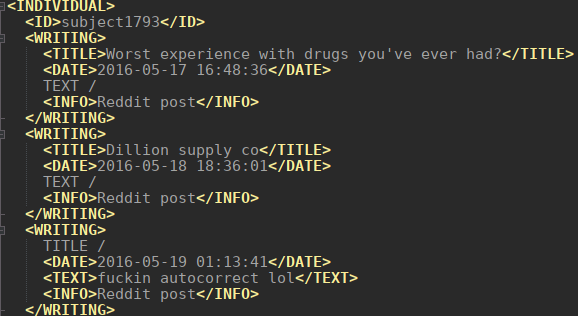 <INDIVIDUAL>
<ID>subject1793</ID>
<WRITING>
<TITLE>Worst experience with drugs you've ever had?</TITLE>
<DATE>2016-05-17 16:48:36</DATE>
TEXT /
<INFO>Reddit post</INFO>
</WRITING>
<WRITING>
<TITLE>Dillion supply co</TITLE>
<DATE>2016-05-18 18:36:01</DATE>
TEXT /
<INFO>Reddit post</INFO>
</WRITING>
<WRITING>
TITLE /
<DATE>2016-05-19 01:13:41</DATE>
<TEXT>fuckin autocorrect lol</TEXT>
<INFO>Reddit post</INFO>
</WRITING>